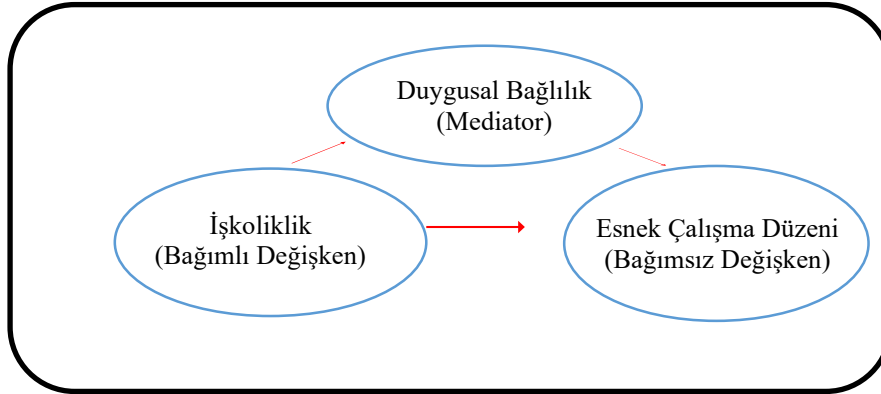 Duygusal Bağlılık
(Mediator)
İşkoliklik
(Bağımlı Değişken)
Esnek Çalışma Düzeni
(Bağımsız Değişken)